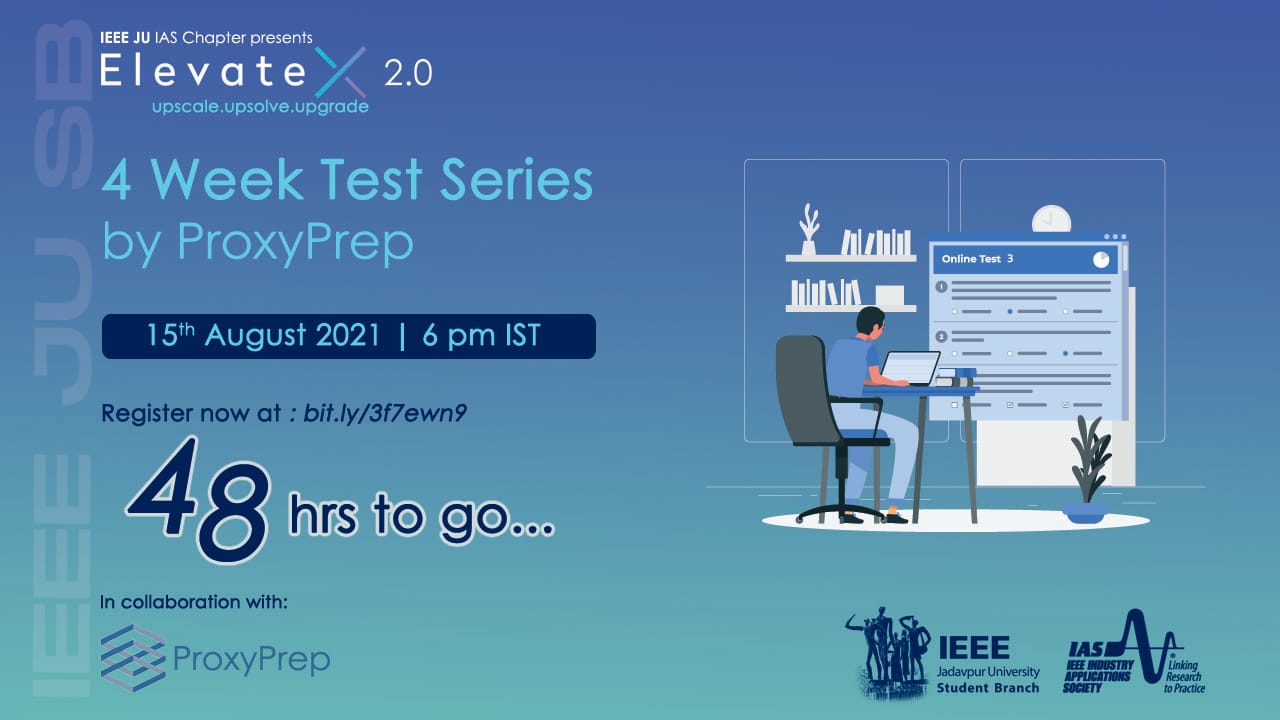 IEEE JU SB
IEEE JU IAS Chapter presents
ElevateX 2.0
upscale.upsolve.upgrade
4 Week Test Series
by ProxyPrep
15th August 2021 | 6 pm IST
Register now at : bit.ly/3f7ewn9
48 hrs to go...
In collaboration with:
ProxyPrep
Online Test 3
1
2
IEEE
Jadavpur University
Student Branch
IAS
IEEE INDUSTRY
APPLICATIONS
SOCIETY
Linking
Research
to Practice